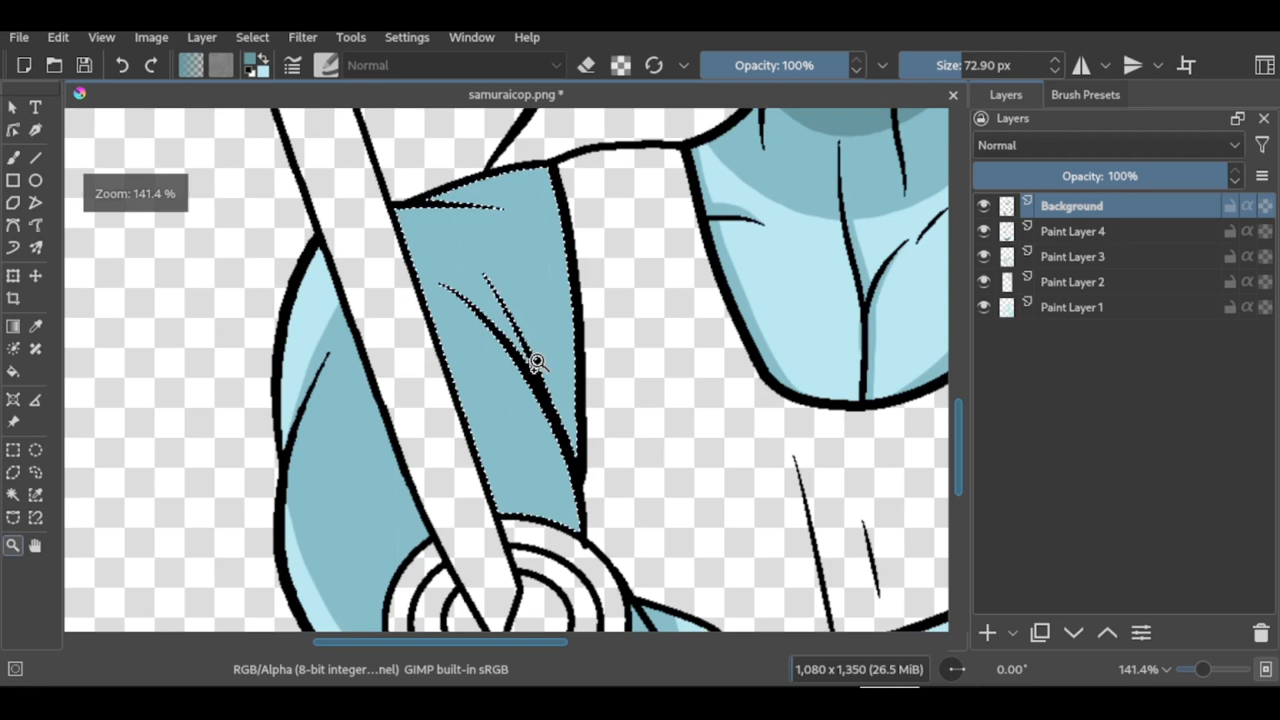 File Edit View Image Layer Select Filter Tools Settings Window Help
Normal
Opacity: 100%
Size: 72.90 px
samuraicop.png *
Layers Brush Presets
Layers
Normal
Opacity: 100%
Zoom: 141.4 %
Background
Paint Layer 4
Paint Layer 3
Paint Layer 2
Paint Layer 1
RGB/Alpha (8-bit integer...nel) GIMP built-in sRGB
1,080 x 1,350 (26.5 MiB)
0.00°
141.4%